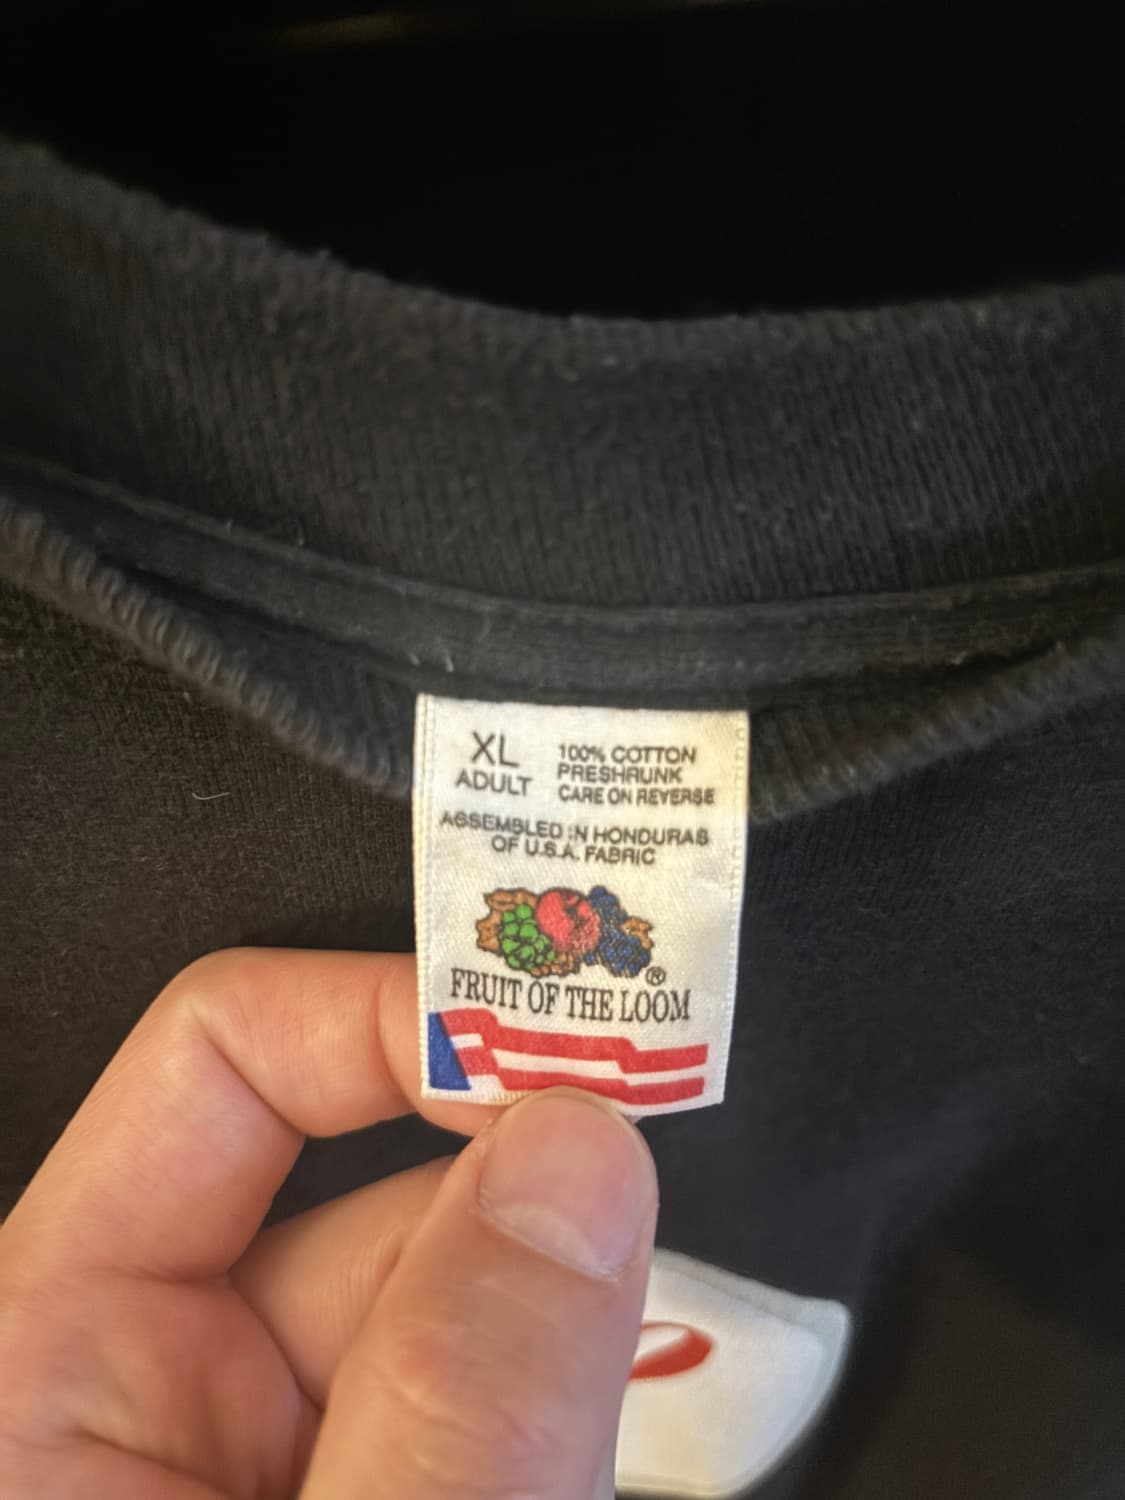 XL
ADULT
100% COTTON
PRESHRUNK
CARE ON REVERSE
ASSEMBLED IN HONDURAS
OF U.S.A. FABRIC
®
FRUIT OF THE LOOM